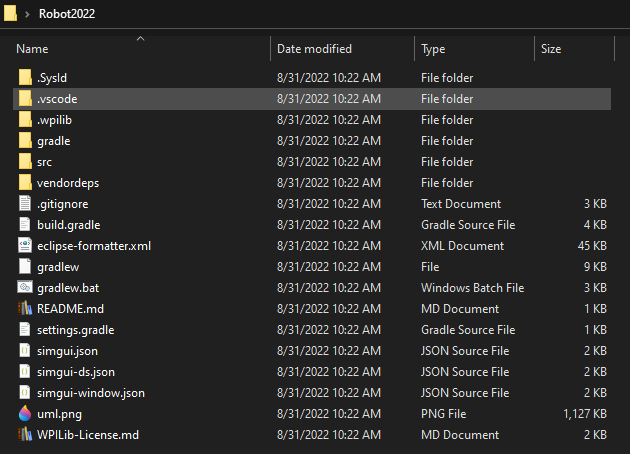 Robot2022
Name Date modified Type Size
.SysId 8/31/2022 10:22 AM File folder
.vscode 8/31/2022 10:22 AM File folder
.wpilib 8/31/2022 10:22 AM File folder
gradle 8/31/2022 10:22 AM File folder
src 8/31/2022 10:22 AM File folder
vendordeps 8/31/2022 10:22 AM File folder
.gitignore 8/31/2022 10:22 AM Text Document 3 KB
build.gradle 8/31/2022 10:22 AM Gradle Source File 4 KB
eclipse-formatter.xml 8/31/2022 10:22 AM XML Document 45 KB
gradlew 8/31/2022 10:22 AM File 9 KB
gradlew.bat 8/31/2022 10:22 AM Windows Batch File 3 KB
README.md 8/31/2022 10:22 AM MD Document 1 KB
settings.gradle 8/31/2022 10:22 AM Gradle Source File 1 KB
simgui.json 8/31/2022 10:22 AM JSON Source File 2 KB
simgui-ds.json 8/31/2022 10:22 AM JSON Source File 2 KB
simgui-window.json 8/31/2022 10:22 AM JSON Source File 2 KB
uml.png 8/31/2022 10:22 AM PNG File 1,127 KB
WPILib-License.md 8/31/2022 10:22 AM MD Document 2 KB